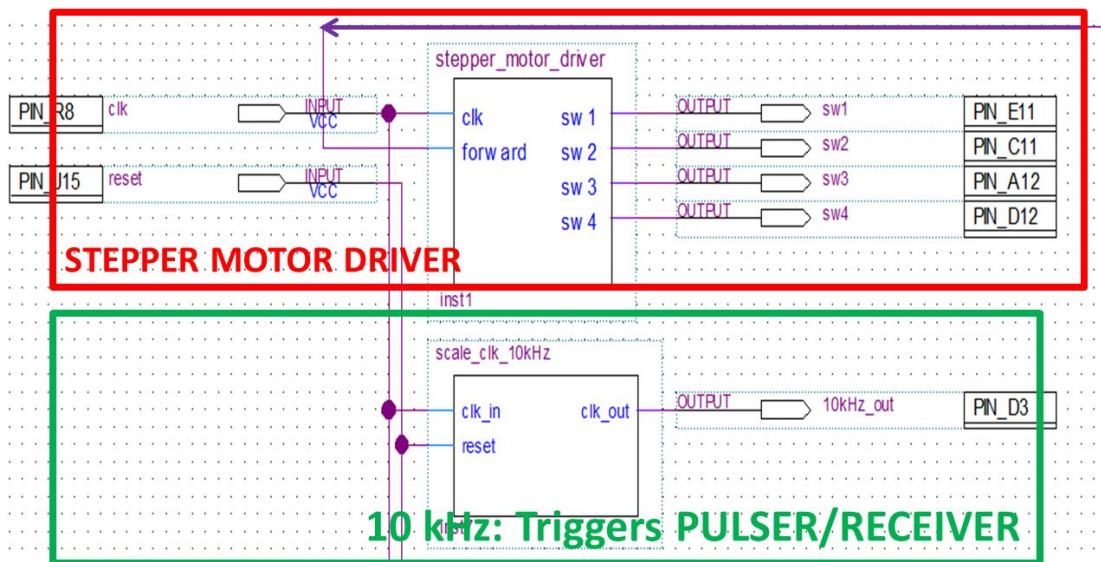 stepper_motor_driver
PIN_R8 clk INPUT VCC
clk sw 1 OUTPUT sw1 PIN_E11
forward sw 2 OUTPUT sw2 PIN_C11
PIN_J15 reset INPUT VCC
sw 3 OUTPUT sw3 PIN_A12
sw 4 OUTPUT sw4 PIN_D12
STEPPER MOTOR DRIVER
inst1
scale_clk_10kHz
clk_in clk_out OUTPUT 10kHz_out PIN_D3
reset
10 kHz: Triggers PULSER/RECEIVER